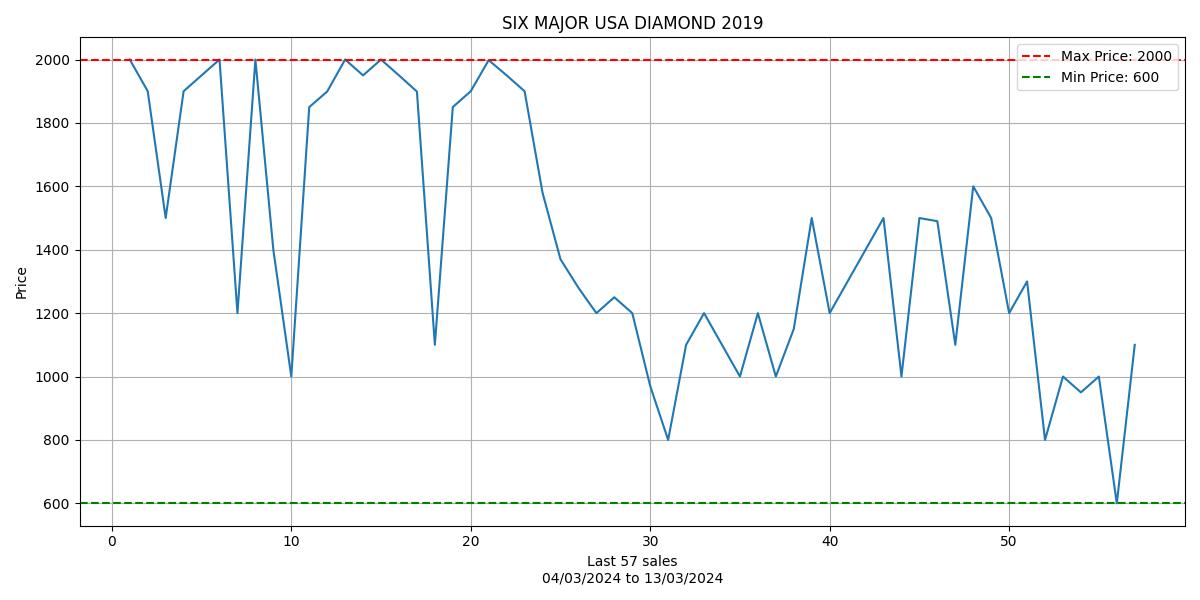 SIX MAJOR USA DIAMOND 2019
Max Price: 2000
Min Price: 600
Price
2000
1800
1600
1400
1200
1000
800
600
0 10 20 30 40 50
Last 57 sales
04/03/2024 to 13/03/2024